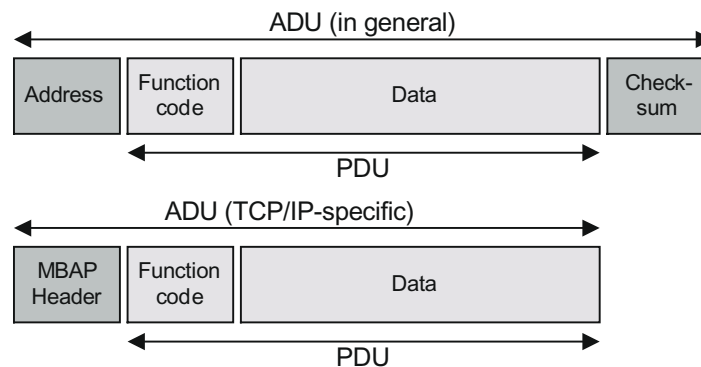 ADU (in general)
Address
Function
code
Data
Check-
sum
PDU
ADU (TCP/IP-specific)
MBAP
Header
Function
code
Data
PDU